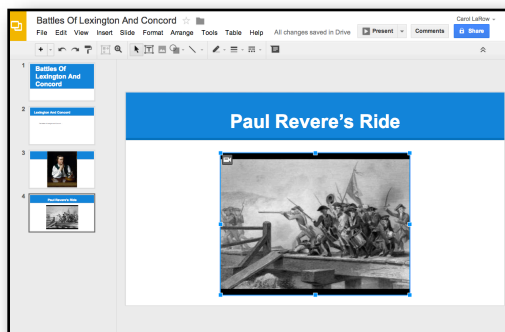 Battles Of Lexington And Concord
Carol LaRow
File Edit View Insert Slide Format Arrange Tools Table Help All changes saved in Drive
Present
Comments
Share
1
Battles Of
Lexington And
Concord
2
Lexington And Concord
3
4
Paul Revere's Ride
Paul Revere's Ride